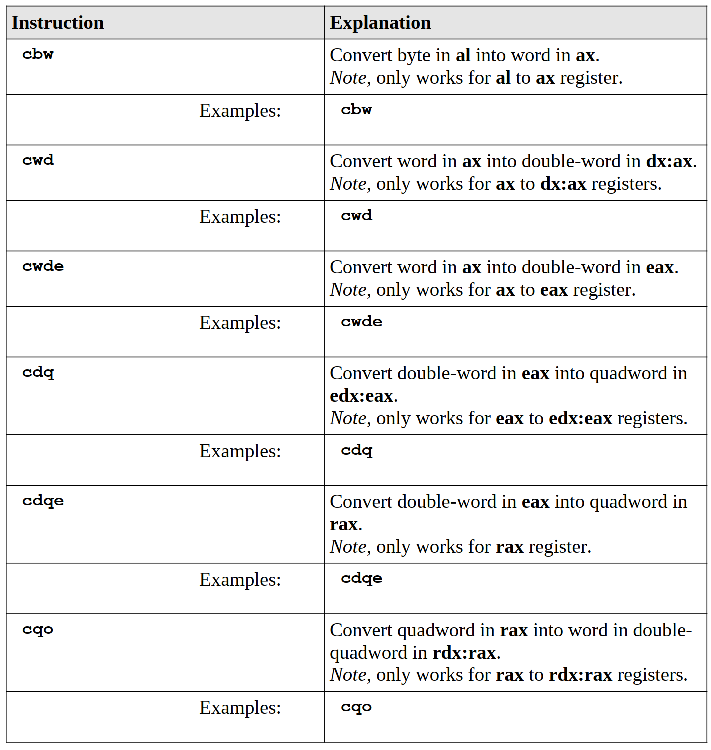 Instruction Explanation
cbw Convert byte in al into word in ax.
Note, only works for al to ax register.
Examples: cbw
cwd Convert word in ax into double-word in dx:ax.
Note, only works for ax to dx:ax registers.
Examples: cwd
cwde Convert word in ax into double-word in eax.
Note, only works for ax to eax register.
Examples: cwde
cdq Convert double-word in eax into quadword in
edx:eax.
Note, only works for eax to edx:eax registers.
Examples: cdq
cdqe Convert double-word in eax into quadword in
rax.
Note, only works for rax register.
Examples: cdqe
cqo Convert quadword in rax into word in double-
quadword in rdx:rax.
Note, only works for rax to rdx:rax registers.
Examples: cqo